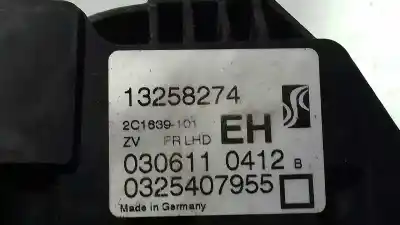 13258274
2C1639-101 EH
ZV FR LHD
030611 0412 B
0325407955
Made in Germany